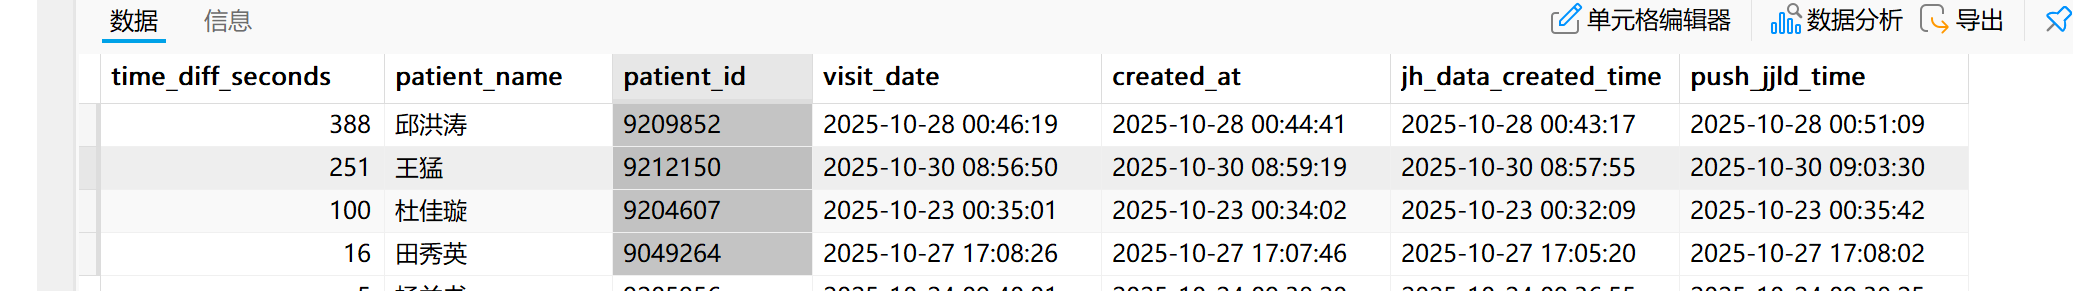 数据 信息 单元格编辑器 数据分析 导出
time_diff_seconds patient_name patient_id visit_date created_at jh_data_created_time push_jjld_time
388 邱洪涛 9209852 2025-10-28 00:46:19 2025-10-28 00:44:41 2025-10-28 00:43:17 2025-10-28 00:51:09
251 王猛 9212150 2025-10-30 08:56:50 2025-10-30 08:59:19 2025-10-30 08:57:55 2025-10-30 09:03:30
100 杜佳璇 9204607 2025-10-23 00:35:01 2025-10-23 00:34:02 2025-10-23 00:32:09 2025-10-23 00:35:42
16 田秀英 9049264 2025-10-27 17:08:26 2025-10-27 17:07:46 2025-10-27 17:05:20 2025-10-27 17:08:02